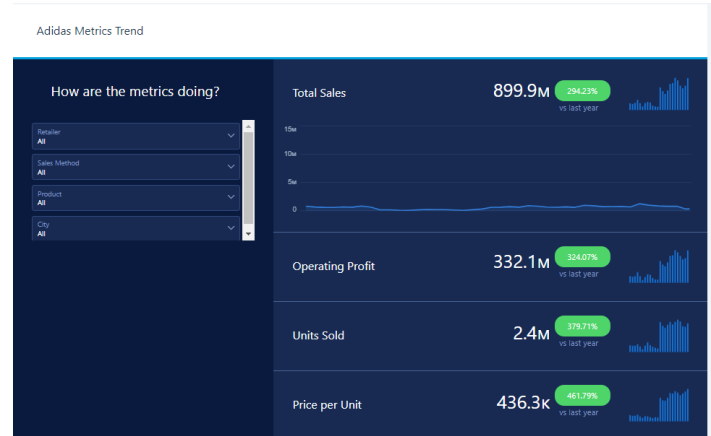 Adidas Metrics Trend
How are the metrics doing?
Retailer
All
Sales Method
All
Product
All
City
All
Total Sales
899.9M
294.23%
vs last year
15M
10M
5M
0
Operating Profit
332.1M
324.07%
vs last year
Units Sold
2.4M
379.71%
vs last year
Price per Unit
436.3K
461.79%
vs last year